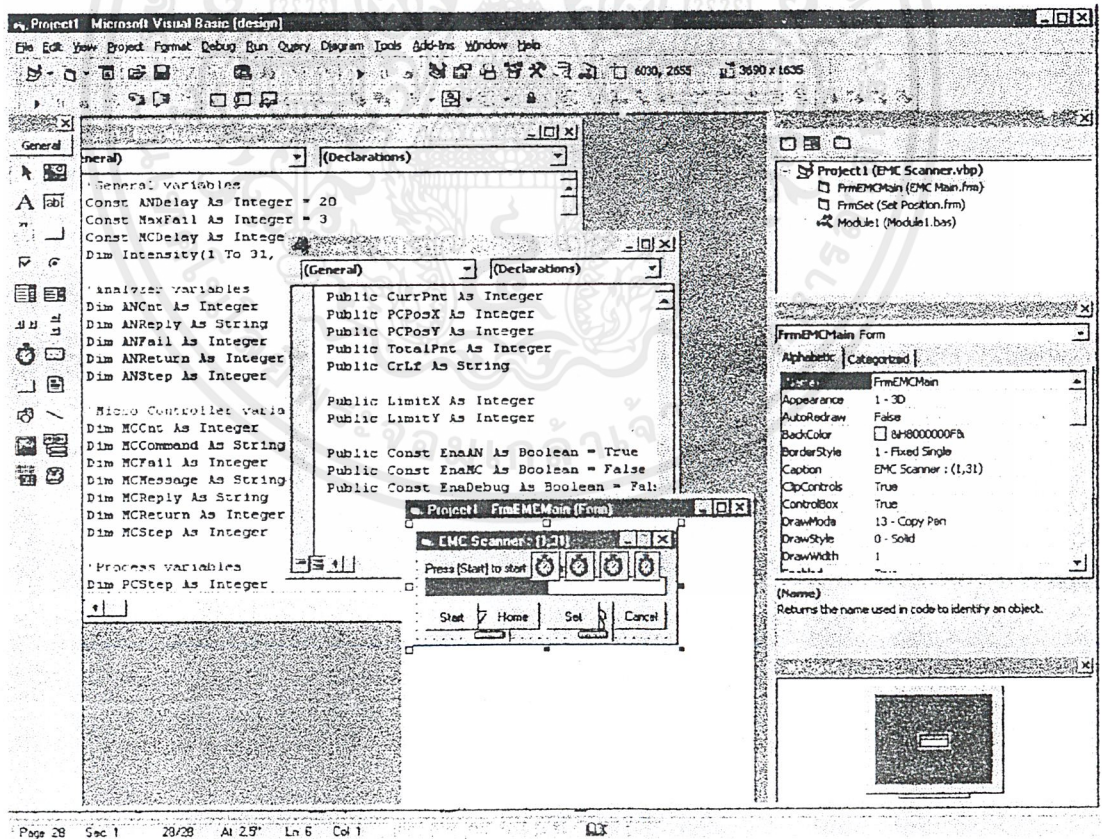 Project1 Microsoft Visual Basic [design]
File Edit View Project Format Debug Run Query Diagram Tools Add-Ins Window Help
6030, 2655 3690 x 1635
General
neral) (Declarations)
'General variables
Const ANDelay As Integer = 20
Const MaxFail As Integer = 3
Const MCDelay As Intege
Dim Intensity(1 To 31,
'Analyzer variables
Dim ANCnt As Integer
Dim ANReply As String
Dim ANFail As Integer
Dim ANReturn As Integer
Dim ANStep As Integer
'Micro Controller varia
Dim MCCnt As Integer
Dim MCCommand As String
Dim MCFail As Integer
Dim MCMessage As String
Dim MCReply As String
Dim MCReturn As Integer
Dim MCStep As Integer
'Process variables
Dim PCStep As Integer
(General) (Declarations)
Public CurrPnt As Integer
Public PCPosX As Integer
Public PCPosY As Integer
Public TotalPnt As Integer
Public CrLf As String
Public LimitX As Integer
Public LimitY As Integer
Public Const EnaAN As Boolean = True
Public Const EnaMC As Boolean = False
Public Const EnaDebug As Boolean = Fal
Project1 FrmEMCMain (Form)
EMC Scanner : (1,31)
Press [Start] to start
Start Home Set Cancel
Project1 (EMC Scanner.vbp)
FrmEMCMain (EMC Main.frm)
FrmSet (Set Position.frm)
Module1 (Module1.bas)
FrmEMCMain Form
Alphabetic Categorized
(Name) FrmEMCMain
Appearance 1 - 3D
AutoRedraw False
BackColor &H8000000F&
BorderStyle 1 - Fixed Single
Caption EMC Scanner : (1,31)
ClipControls True
ControlBox True
DrawMode 13 - Copy Pen
DrawStyle 0 - Solid
DrawWidth 1
Enabled True
(Name)
Returns the name used in code to identify an object.
Page 28 Sec 1 28/28 At 2.5" Ln 6 Col 1